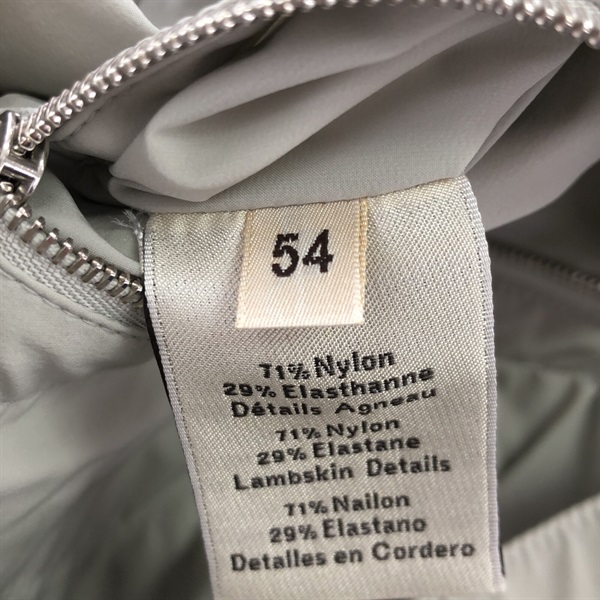 54
71% Nylon
29% Elasthanne
Détails Agneau
71% Nylon
29% Elastane
Lambskin Details
71% Nailon
29% Elastano
Detalles en Cordero